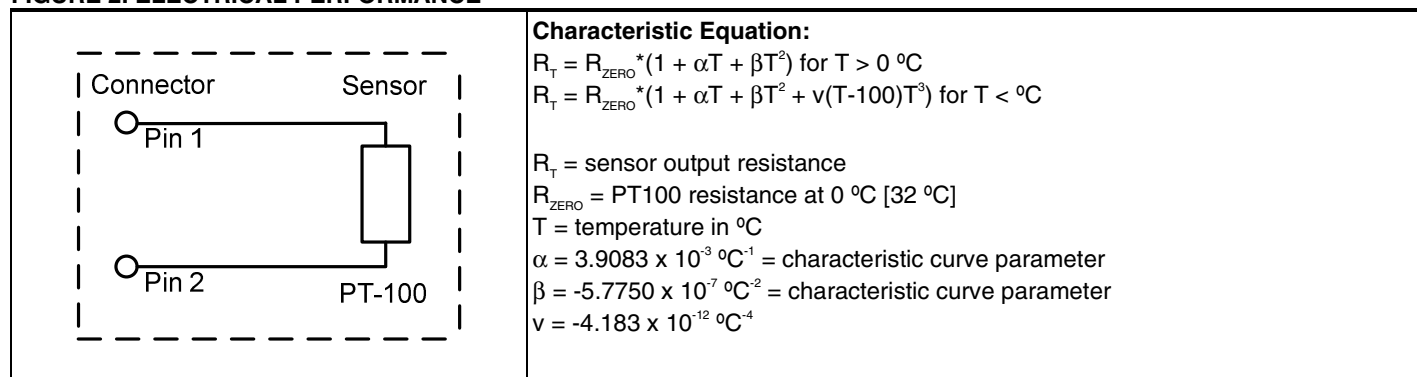 FIGURE 2. ELECTRICAL PERFORMANCE
Connector Sensor
Pin 1
Pin 2
PT-100
Characteristic Equation:
R_T = R_ZERO*(1 + αT + βT²) for T > 0 ºC
R_T = R_ZERO*(1 + αT + βT² + v(T-100)T³) for T < ºC
R_T = sensor output resistance
R_ZERO = PT100 resistance at 0 ºC [32 ºC]
T = temperature in ºC
α = 3.9083 x 10⁻³ ºC⁻¹ = characteristic curve parameter
β = -5.7750 x 10⁻⁷ ºC⁻² = characteristic curve parameter
v = -4.183 x 10⁻¹² ºC⁻⁴